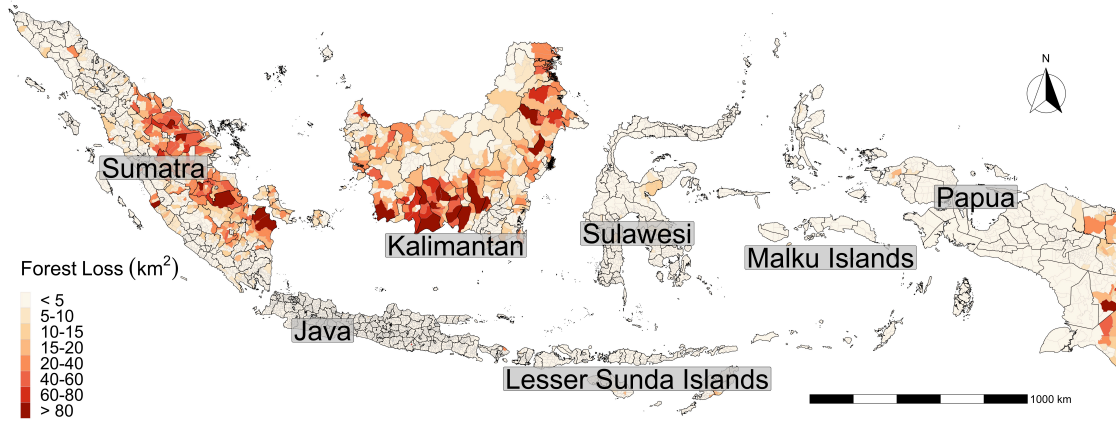 N
Sumatra
Papua
Kalimantan
Sulawesi
Malku Islands
Forest Loss (km²)
< 5
5-10
10-15
15-20
20-40
40-60
60-80
> 80
Java
Lesser Sunda Islands
1000 km